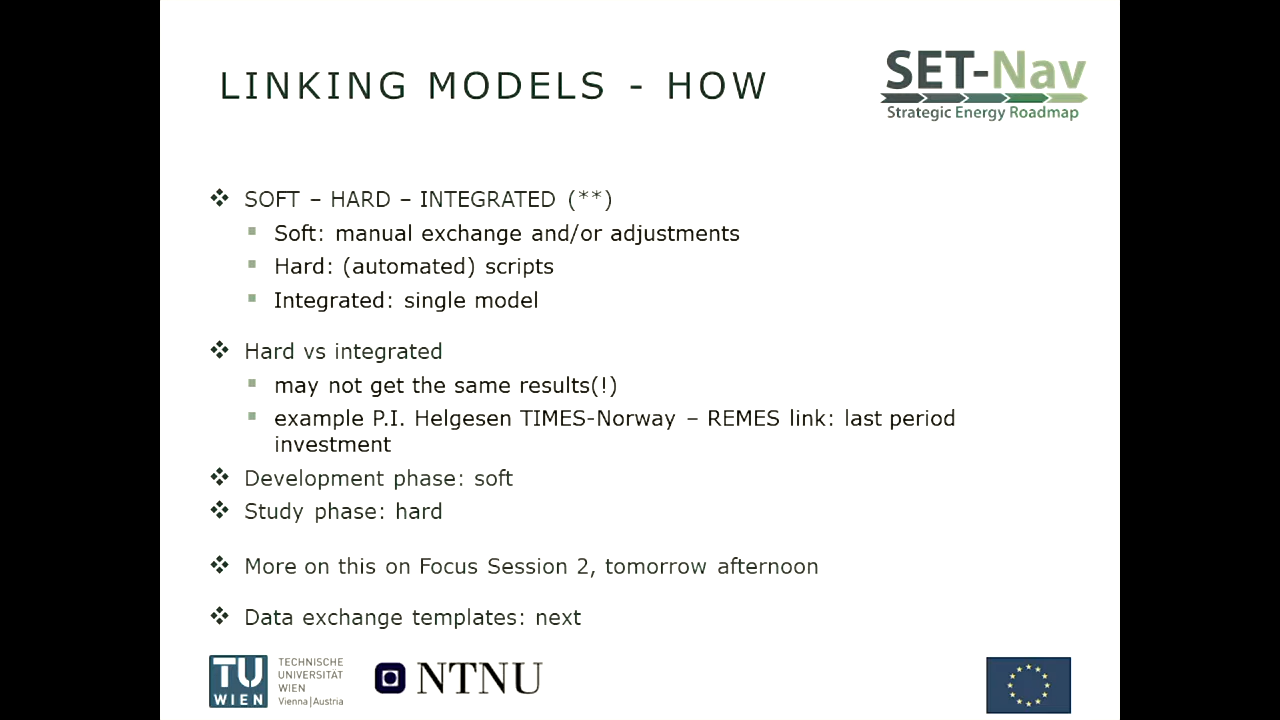 LINKING MODELS - HOW
SET-Nav
Strategic Energy Roadmap
SOFT – HARD – INTEGRATED (**)
Soft: manual exchange and/or adjustments
Hard: (automated) scripts
Integrated: single model
Hard vs integrated
may not get the same results(!)
example P.I. Helgesen TIMES-Norway – REMES link: last period
investment
Development phase: soft
Study phase: hard
More on this on Focus Session 2, tomorrow afternoon
Data exchange templates: next
TU
WIEN
TECHNISCHE
UNIVERSITÄT
WIEN
Vienna|Austria
NTNU